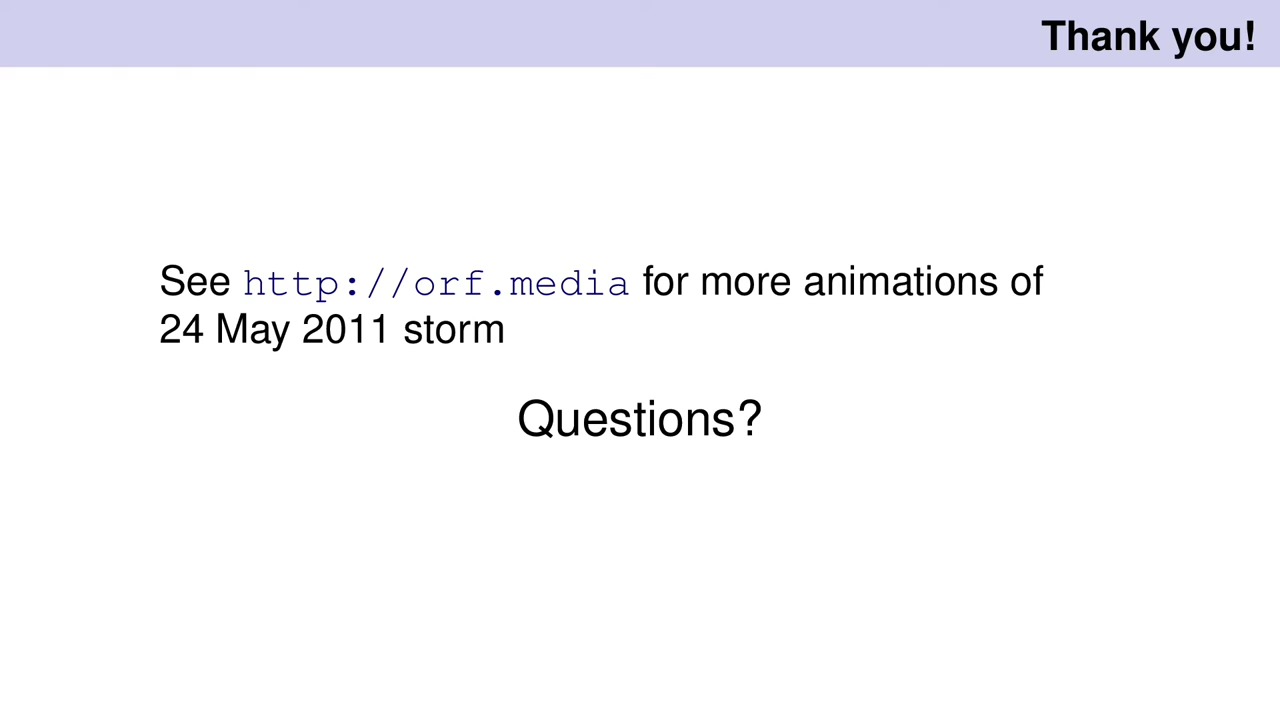 Thank you!
See http://orf.media for more animations of
24 May 2011 storm
Questions?